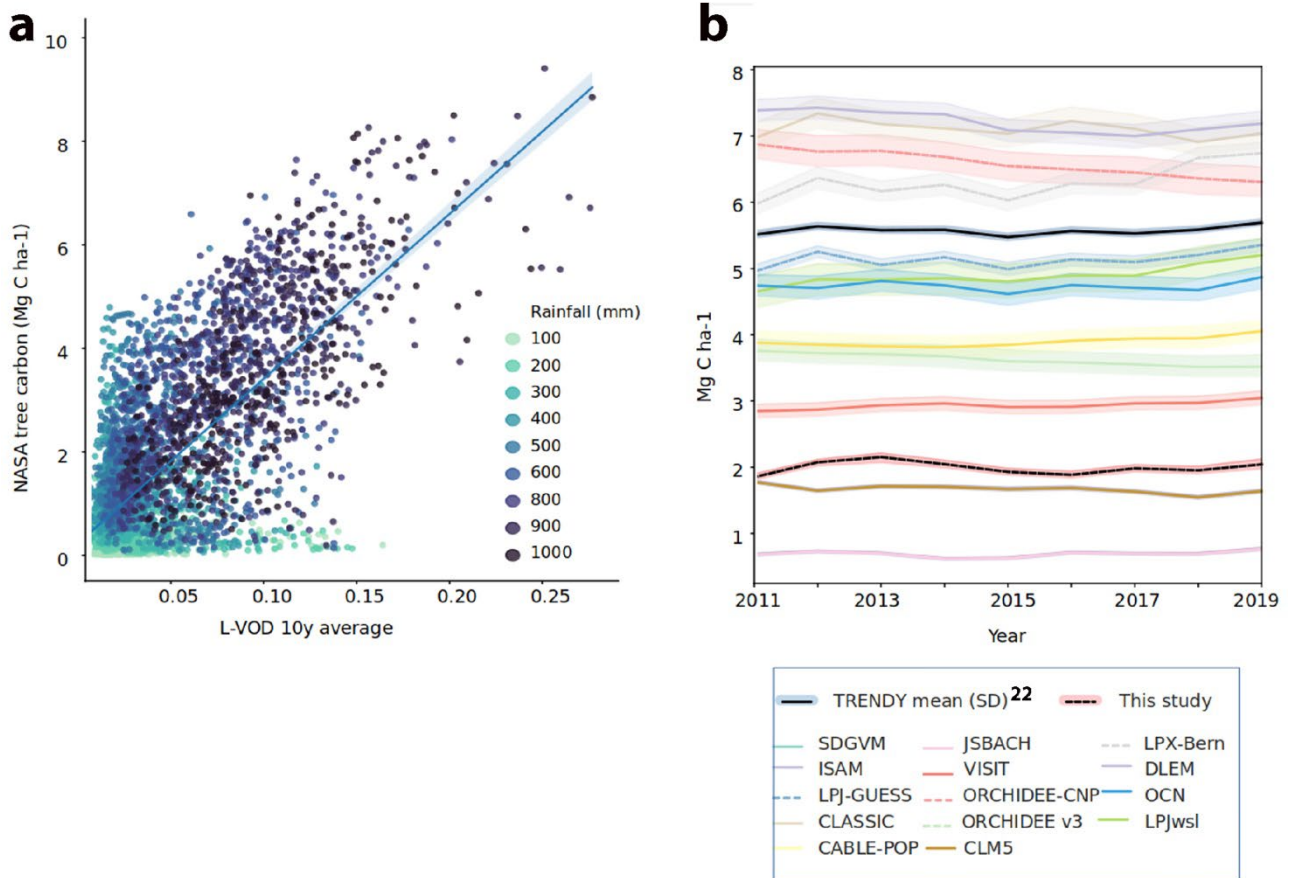 a
NASA tree carbon (Mg C ha-1)
10
8
6
4
2
0
0.05 0.10 0.15 0.20 0.25
L-VOD 10y average
Rainfall (mm)
100
200
300
400
500
600
800
900
1000
b
Mg C ha-1
8
7
6
5
4
3
2
1
2011 2013 2015 2017 2019
Year
TRENDY mean (SD)22 This study
SDGVM JSBACH LPX-Bern
ISAM VISIT DLEM
LPJ-GUESS ORCHIDEE-CNP OCN
CLASSIC ORCHIDEE v3 LPJwsl
CABLE-POP CLM5